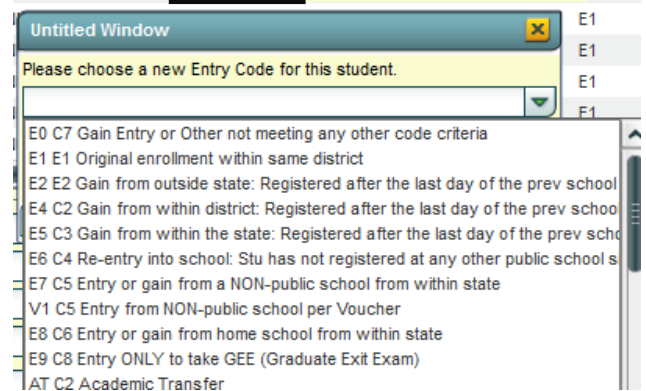 Untitled Window
E1
E1
Please choose a new Entry Code for this student.
E1
E1
E0 C7 Gain Entry or Other not meeting any other code criteria
E1 E1 Original enrollment within same district
E2 E2 Gain from outside state: Registered after the last day of the prev school
E4 C2 Gain from within district: Registered after the last day of the prev school
E5 C3 Gain from within the state: Registered after the last day of the prev scho
E6 C4 Re-entry into school: Stu has not registered at any other public school s
E7 C5 Entry or gain from a NON-public school from within state
V1 C5 Entry from NON-public school per Voucher
E8 C6 Entry or gain from home school from within state
E9 C8 Entry ONLY to take GEE (Graduate Exit Exam)
AT C2 Academic Transfer